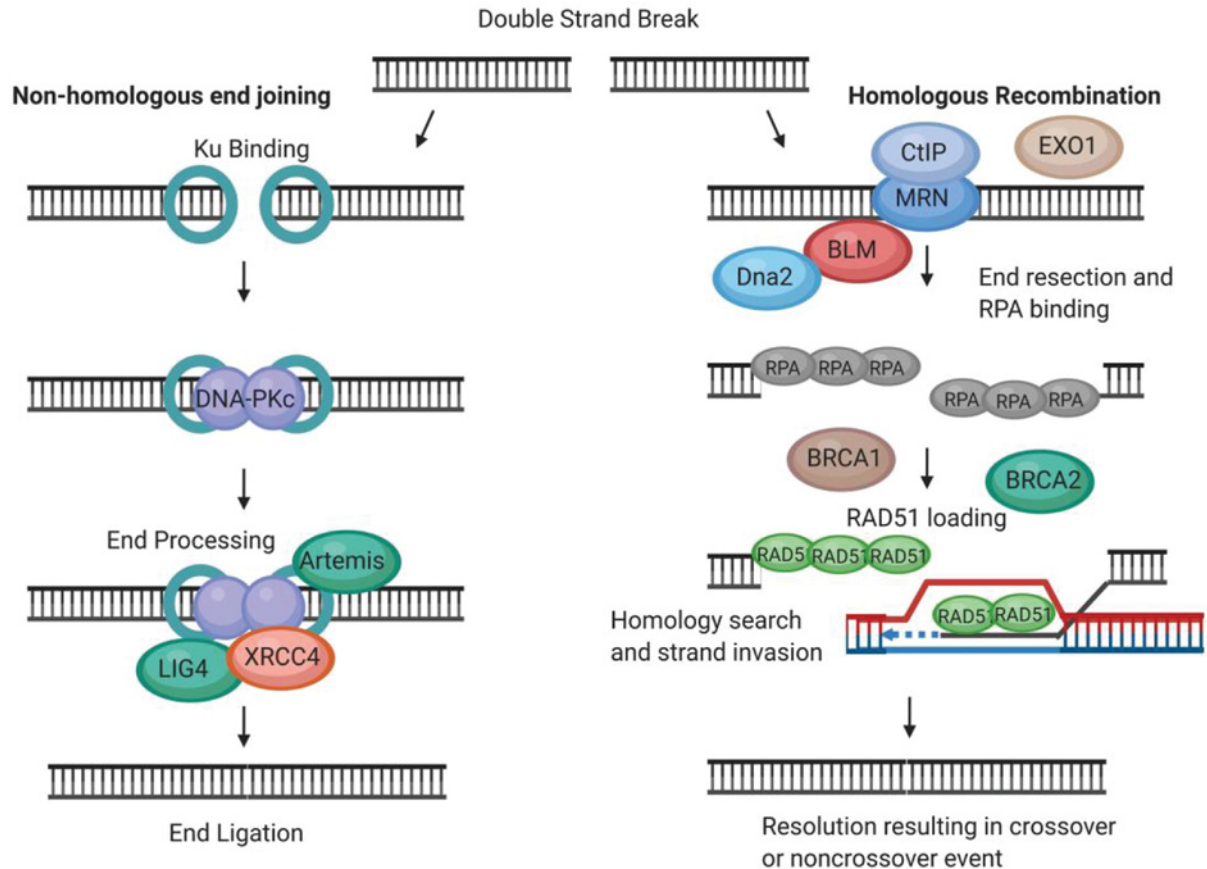 Double Strand Break
Non-homologous end joining
Ku Binding
DNA-PKc
End Processing
Artemis
LIG4
XRCC4
End Ligation
Homologous Recombination
CtIP
EXO1
MRN
BLM
Dna2
End resection and
RPA binding
RPA RPA RPA
RPA RPA RPA
BRCA1
BRCA2
RAD51 loading
RAD5 RAD51 RAD51
RAD51 RAD51
Homology search
and strand invasion
Resolution resulting in crossover
or noncrossover event